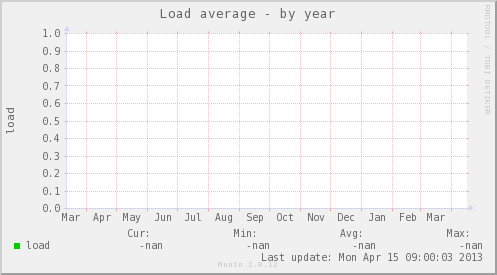 Load average - by year
RRDTOOL / TOBI OETIKER
load
1.0
0.9
0.8
0.7
0.6
0.5
0.4
0.3
0.2
0.1
0.0
Mar Apr May Jun Jul Aug Sep Oct Nov Dec Jan Feb Mar
Cur: Min: Avg: Max:
load -nan -nan -nan -nan
Last update: Mon Apr 15 09:00:03 2013
Munin 2.0.12